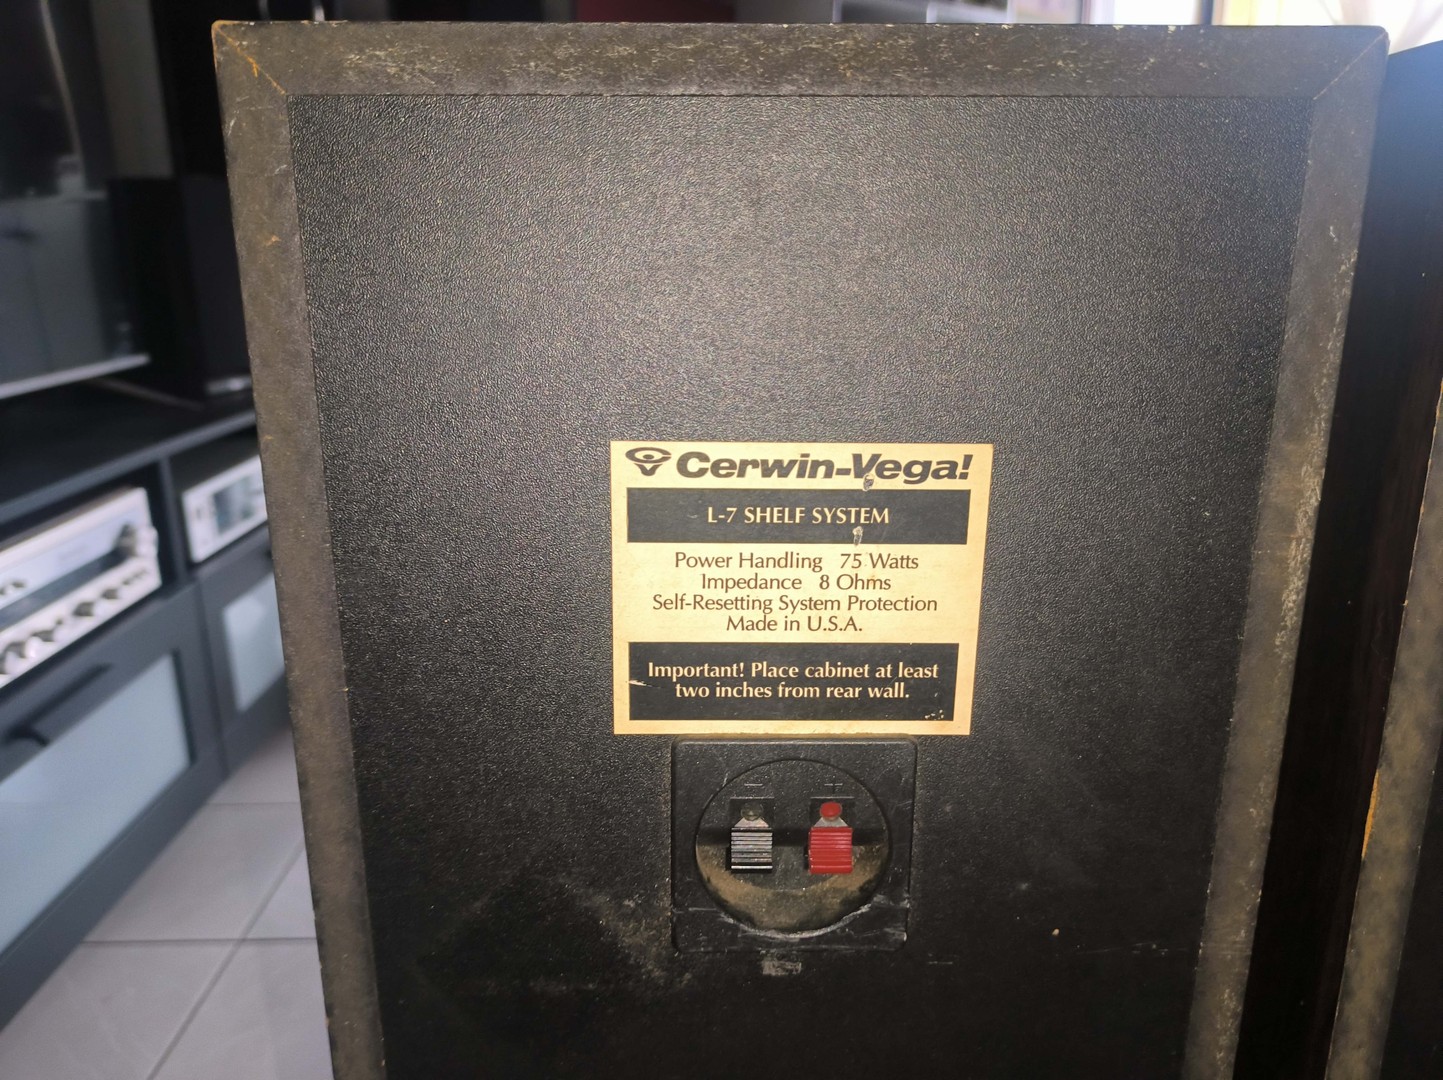 Cerwin-Vega!
L-7 SHELF SYSTEM
Power Handling 75 Watts
Impedance 8 Ohms
Self-Resetting System Protection
Made in U.S.A.
Important! Place cabinet at least
two inches from rear wall.
- +